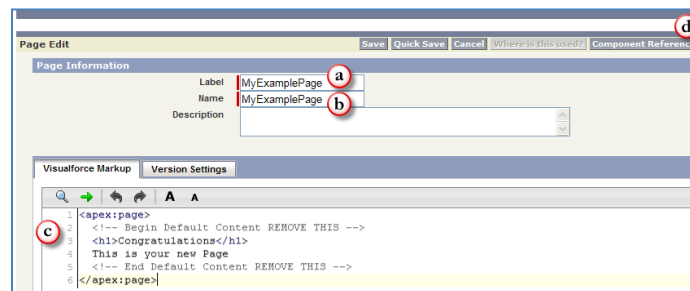 d
Page Edit Save Quick Save Cancel Where is this used? Component Referenc
Page Information
Label MyExamplePage a
Name MyExamplePage b
Description
Visualforce Markup Version Settings
A A
c
1 <apex:page>
2 <!-- Begin Default Content REMOVE THIS -->
3 <h1>Congratulations</h1>
4 This is your new Page
5 <!-- End Default Content REMOVE THIS -->
6 </apex:page>